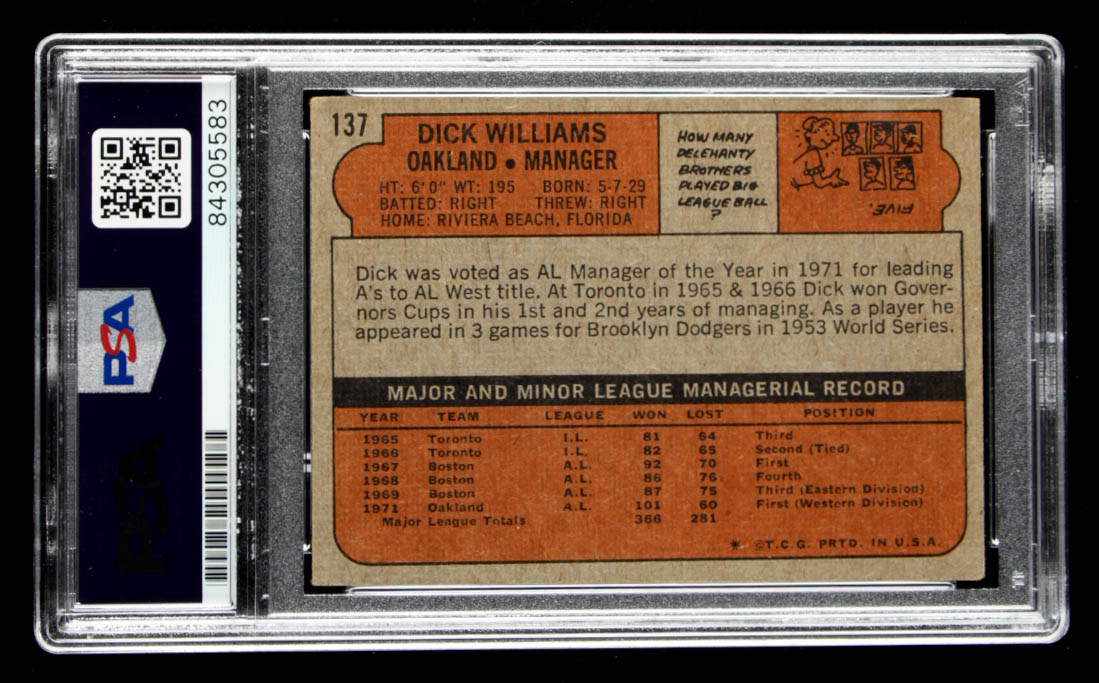 84305583
PSA
PSA
137
DICK WILLIAMS
OAKLAND • MANAGER
HT: 6'0" WT: 195 BORN: 5-7-29
BATTED: RIGHT THREW: RIGHT
HOME: RIVIERA BEACH, FLORIDA
HOW MANY
DELEHANTY
BROTHERS
PLAYED BIG
LEAGUE BALL
?
FIVE.
Dick was voted as AL Manager of the Year in 1971 for leading
A's to AL West title. At Toronto in 1965 & 1966 Dick won Gover-
nors Cups in his 1st and 2nd years of managing. As a player he
appeared in 3 games for Brooklyn Dodgers in 1953 World Series.
MAJOR AND MINOR LEAGUE MANAGERIAL RECORD
YEAR TEAM LEAGUE WON LOST POSITION
1965 Toronto I.L. 81 64 Third
1966 Toronto I.L. 82 65 Second (Tied)
1967 Boston A.L. 92 70 First
1968 Boston A.L. 86 76 Fourth
1969 Boston A.L. 87 75 Third (Eastern Division)
1971 Oakland A.L. 101 60 First (Western Division)
Major League Totals 366 281
* ©T.C.G. PRTD. IN U.S.A.